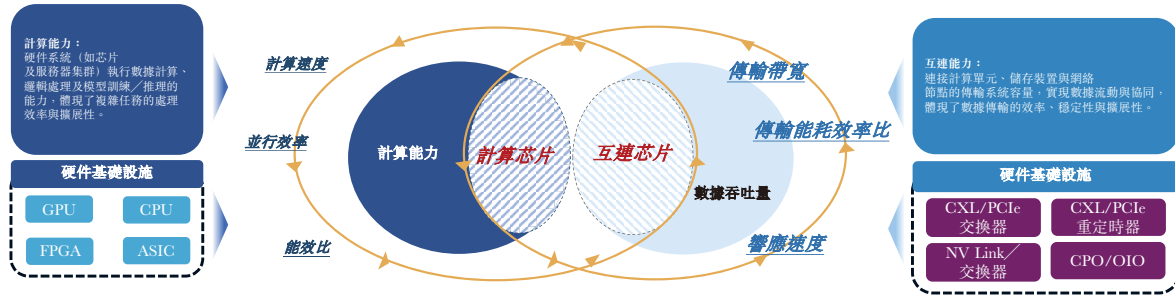 計算能力：
硬件系統（如芯片
及服務器集群）執行數據計算、
邏輯處理及模型訓練／推理的
能力，體現了複雜任務的處理
效率與擴展性。
硬件基礎設施
GPU
CPU
FPGA
ASIC
計算速度
並行效率
能效比
計算能力
計算芯片
互連芯片
數據吞吐量
傳輸帶寬
傳輸能耗效率比
響應速度
互連能力：
連接計算單元、儲存裝置與網絡
節點的傳輸系統容量，實現數據流動與協同，
體現了數據傳輸的效率、穩定性與擴展性。
硬件基礎設施
CXL/PCIe
交換器
CXL/PCIe
重定時器
NV Link／
交換器
CPO/OIO